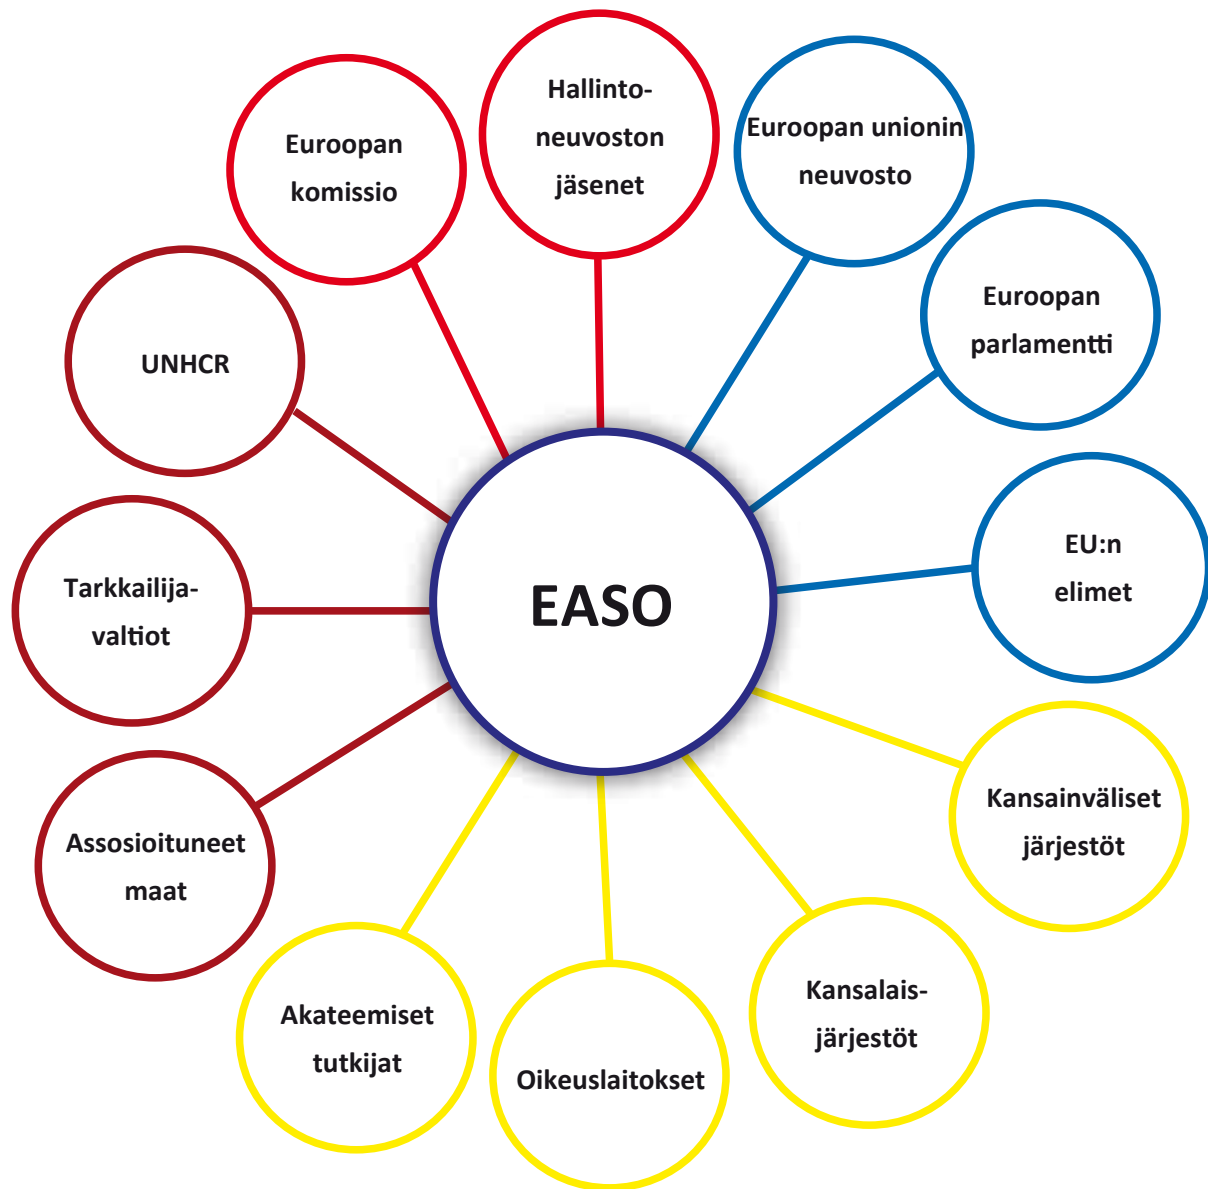 Hallinto-
neuvoston
jäsenet
Euroopan unionin
neuvosto
Euroopan
parlamentti
EU:n
elimet
Kansainväliset
järjestöt
Kansalais-
järjestöt
Oikeuslaitokset
Akateemiset
tutkijat
Assosioituneet
maat
Tarkkailija-
valtiot
UNHCR
Euroopan
komissio
EASO